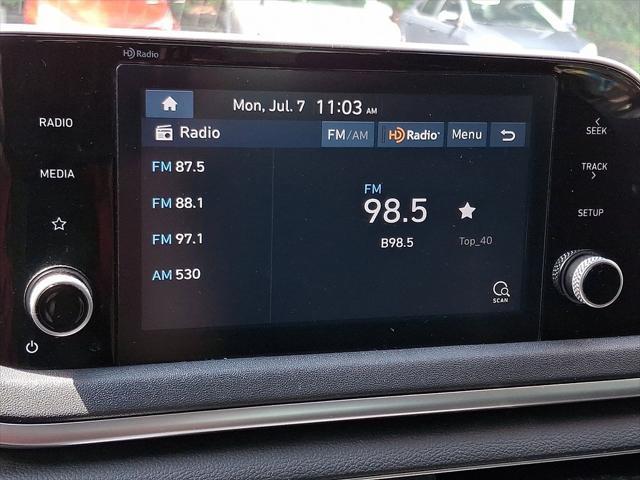 HD Radio
RADIO
MEDIA
Mon, Jul. 7 11:03 AM
Radio FM/AM HD Radio Menu
FM 87.5
FM 88.1
FM 97.1
AM 530
FM
98.5
B98.5 Top_40
SCAN
SEEK
TRACK
SETUP